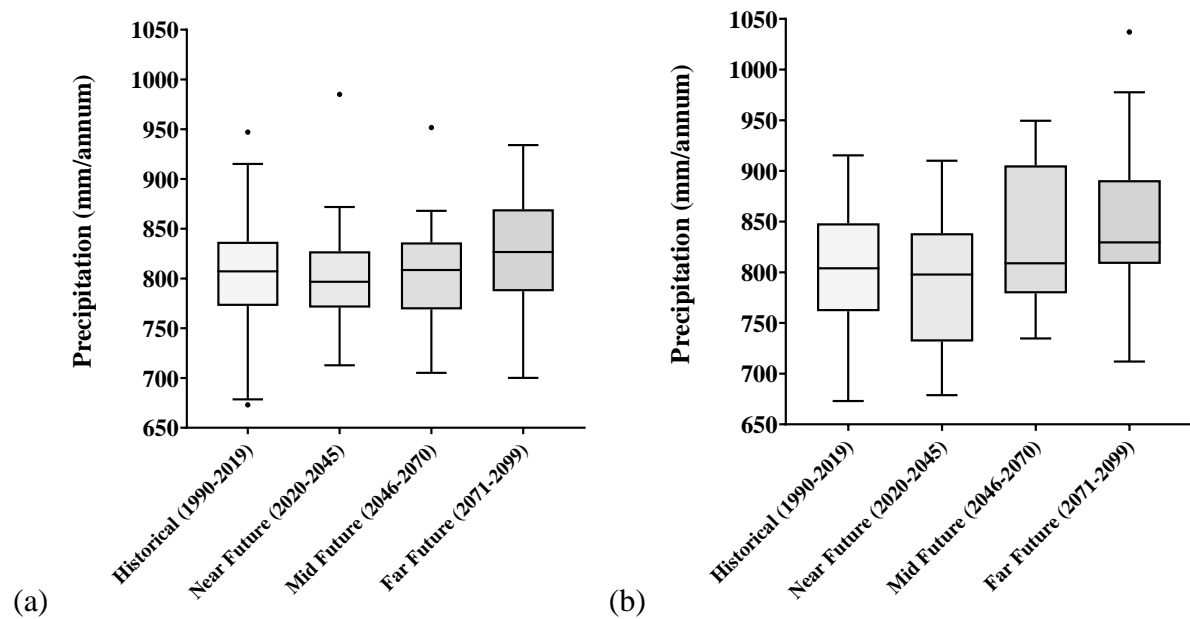 Precipitation (mm/annum)
1050
1000
950
900
850
800
750
700
650
Historical (1990-2019)
Near Future (2020-2045)
Mid Future (2046-2070)
Far Future (2071-2099)
(a)
Precipitation (mm/annum)
1050
1000
950
900
850
800
750
700
650
Historical (1990-2019)
Near Future (2020-2045)
Mid Future (2046-2070)
Far Future (2071-2099)
(b)